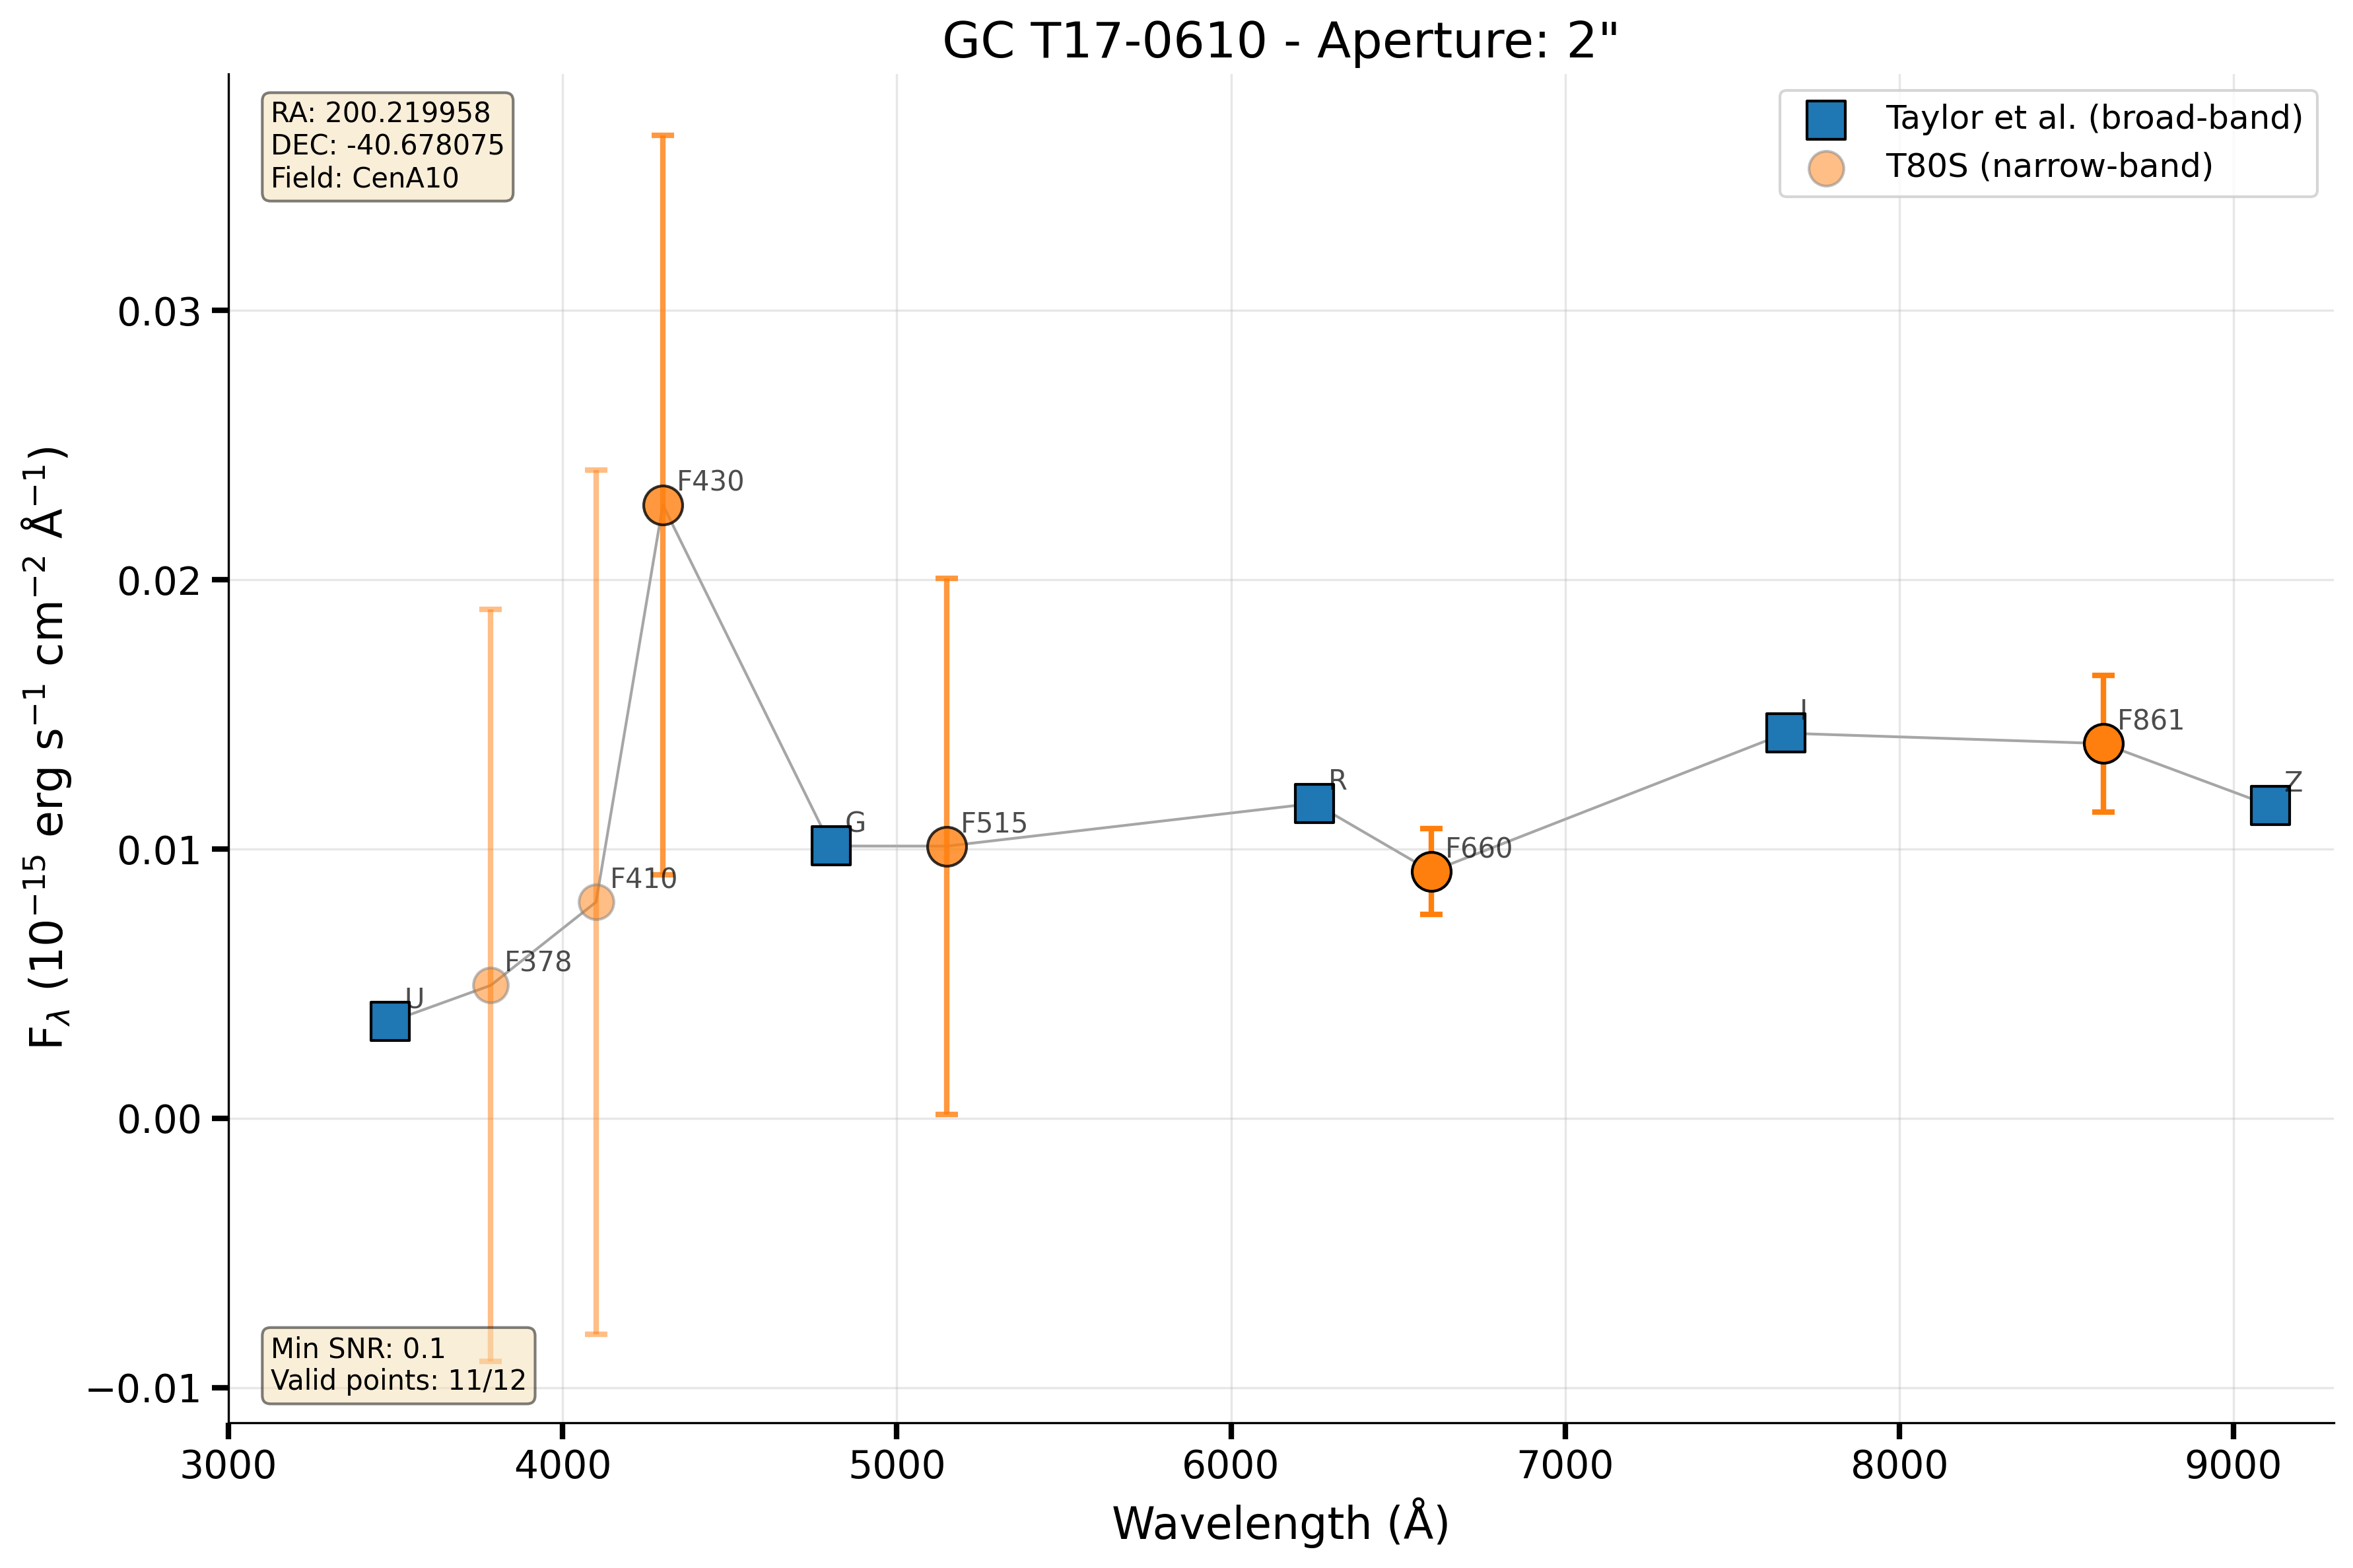 GC T17-0610 - Aperture: 2"
RA: 200.219958
DEC: -40.678075
Field: CenA10
Taylor et al. (broad-band)
T80S (narrow-band)
F_λ (10^−15 erg s^−1 cm^−2 Å^−1)
0.03
0.02
0.01
0.00
−0.01
U
F378
F410
F430
G
F515
R
F660
I
F861
Z
Min SNR: 0.1
Valid points: 11/12
3000 4000 5000 6000 7000 8000 9000
Wavelength (Å)